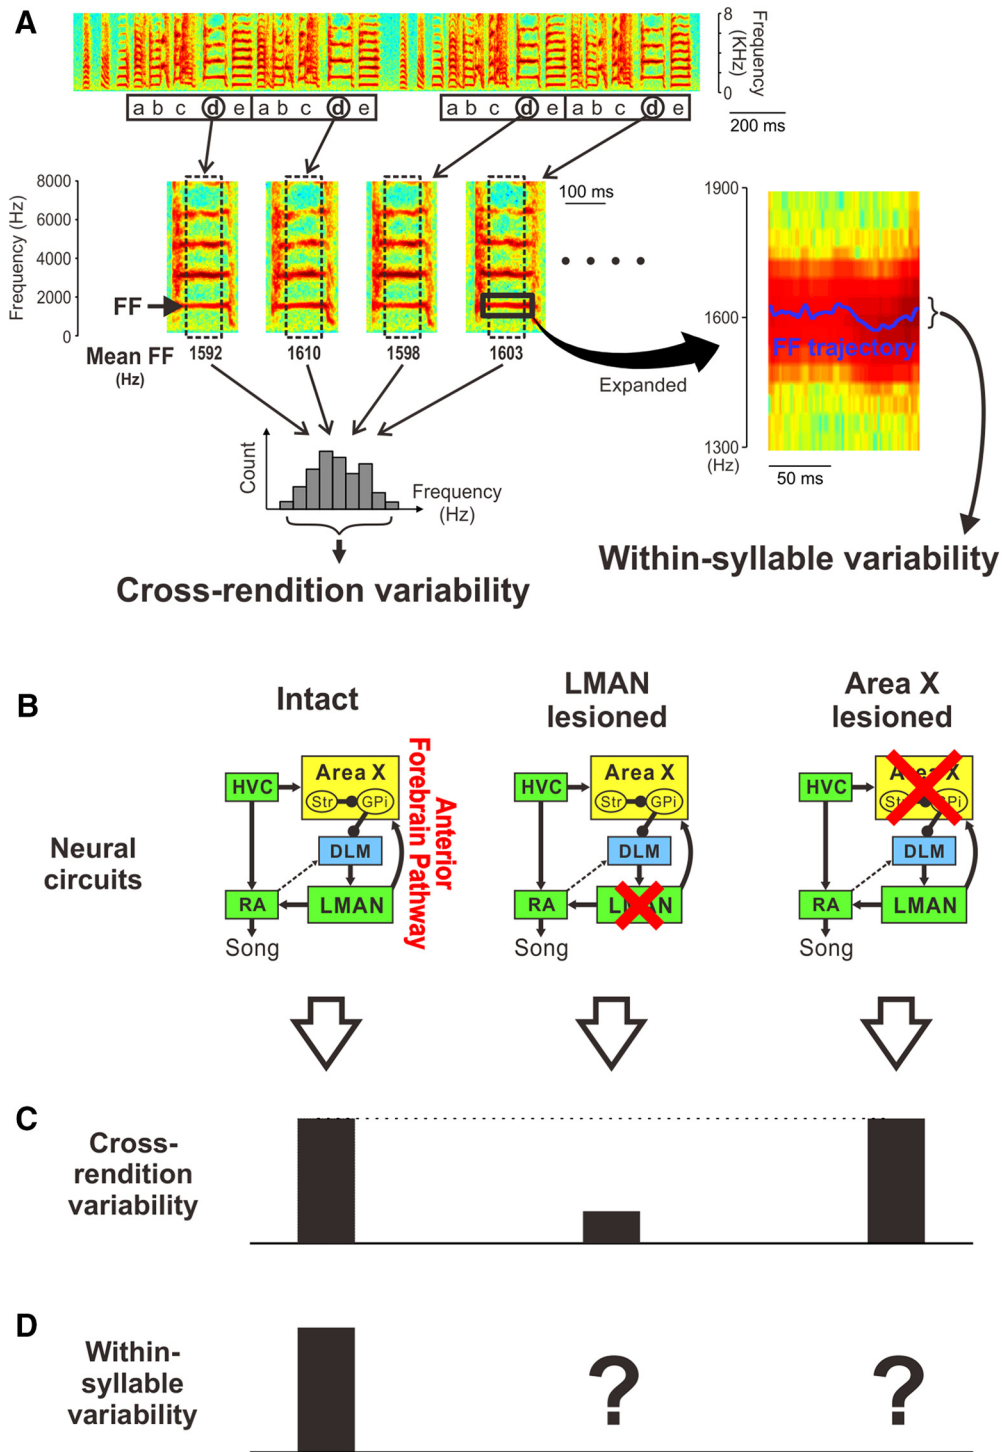 A
8
0
Frequency
(KHz)
a b c d e a b c d e a b c d e a b c d e
200 ms
8000
6000
4000
2000
0
Frequency (Hz)
100 ms
FF
Mean FF
(Hz)
1592 1610 1598 1603
Expanded
1900
1600
1300
(Hz)
FF trajectory
50 ms
Count
Frequency
(Hz)
Cross-rendition variability
Within-syllable variability
B
Intact
LMAN
lesioned
Area X
lesioned
Neural
circuits
HVC
Area X
Str
GPi
DLM
RA
LMAN
Song
Anterior
Forebrain Pathway
HVC
Area X
Str
GPi
DLM
RA
LMAN
Song
HVC
Area X
Str
GPi
DLM
RA
LMAN
Song
C
Cross-
rendition
variability
D
Within-
syllable
variability
? ?